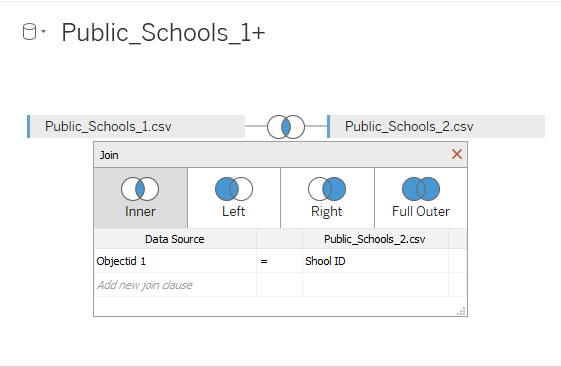 Public_Schools_1+
Public_Schools_1.csv Public_Schools_2.csv
Join
Inner Left Right Full Outer
Data Source Public_Schools_2.csv
Objectid 1 = Shool ID
Add new join clause